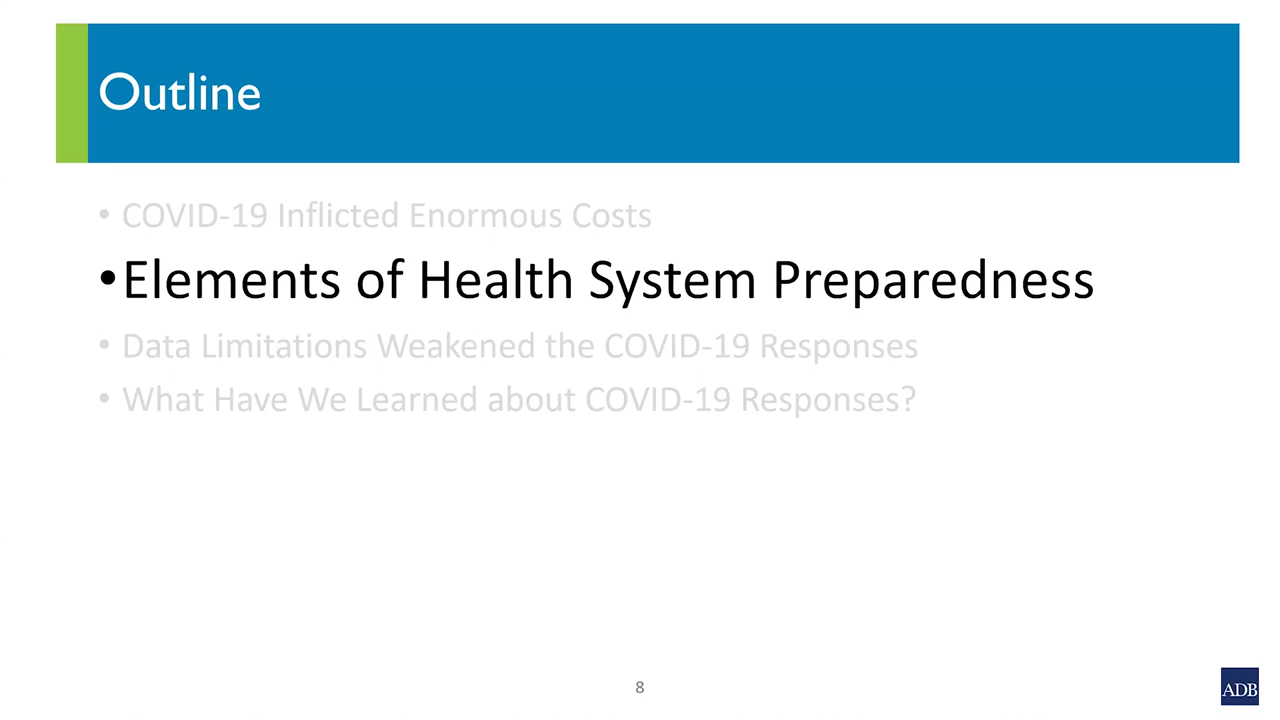 Outline
• COVID-19 Inflicted Enormous Costs
•Elements of Health System Preparedness
• Data Limitations Weakened the COVID-19 Responses
• What Have We Learned about COVID-19 Responses?
8
ADB